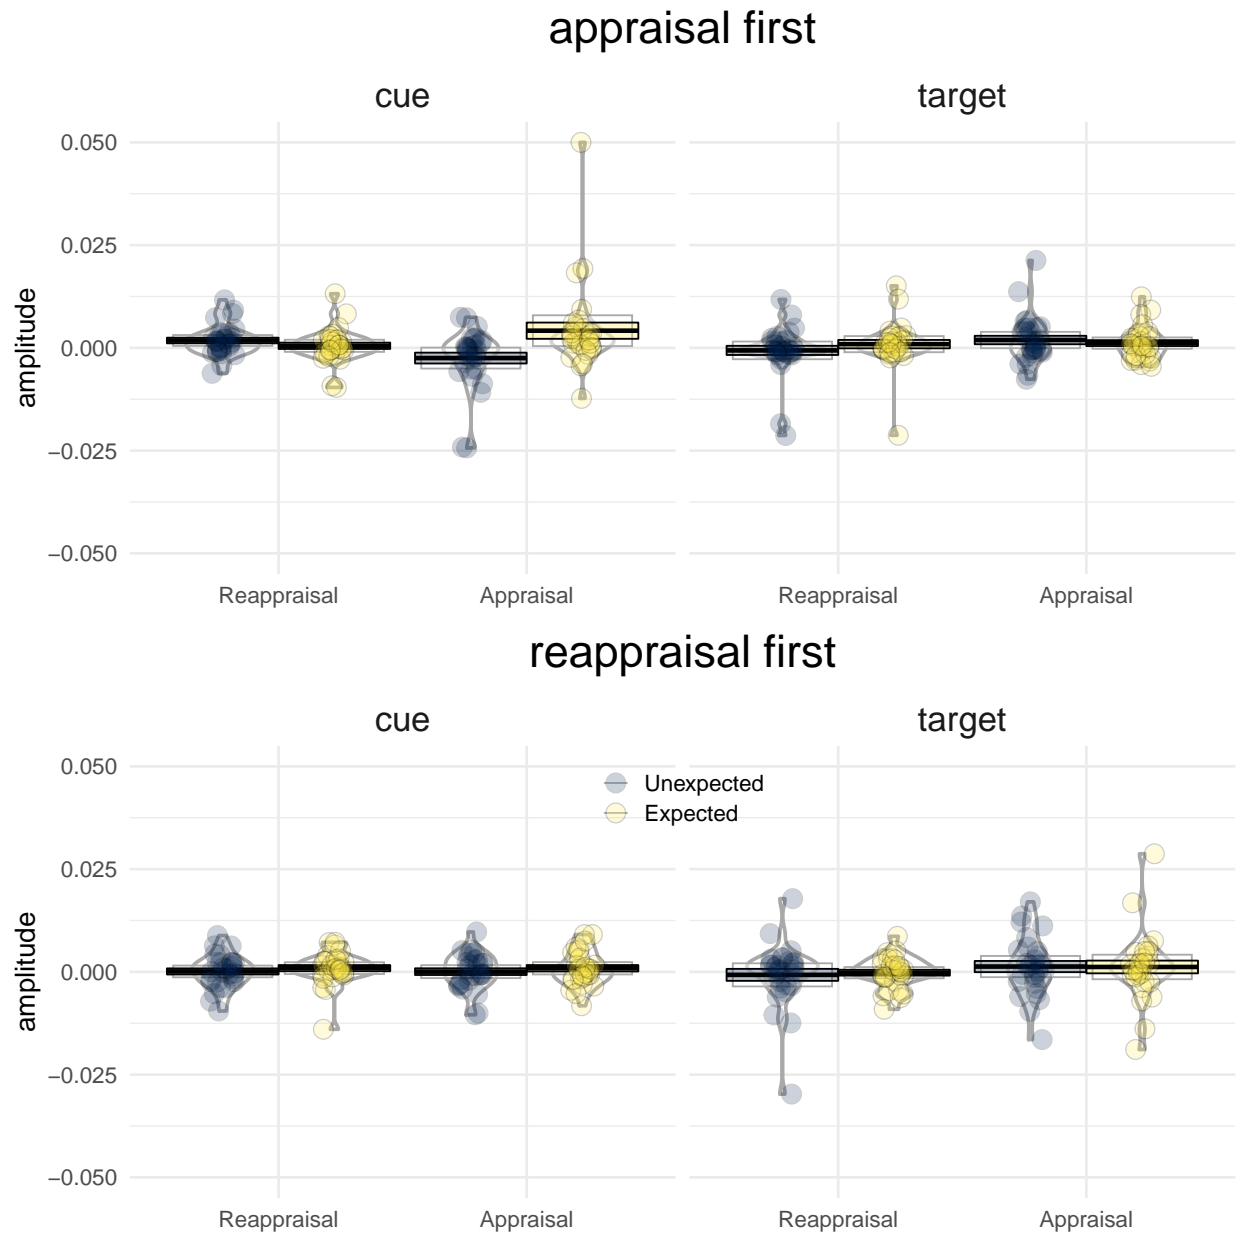 appraisal first
cue target
0.050
0.025
0.000
−0.025
−0.050
amplitude
Reappraisal Appraisal Reappraisal Appraisal
reappraisal first
cue target
0.050
Unexpected
Expected
0.025
0.000
−0.025
−0.050
amplitude
Reappraisal Appraisal Reappraisal Appraisal